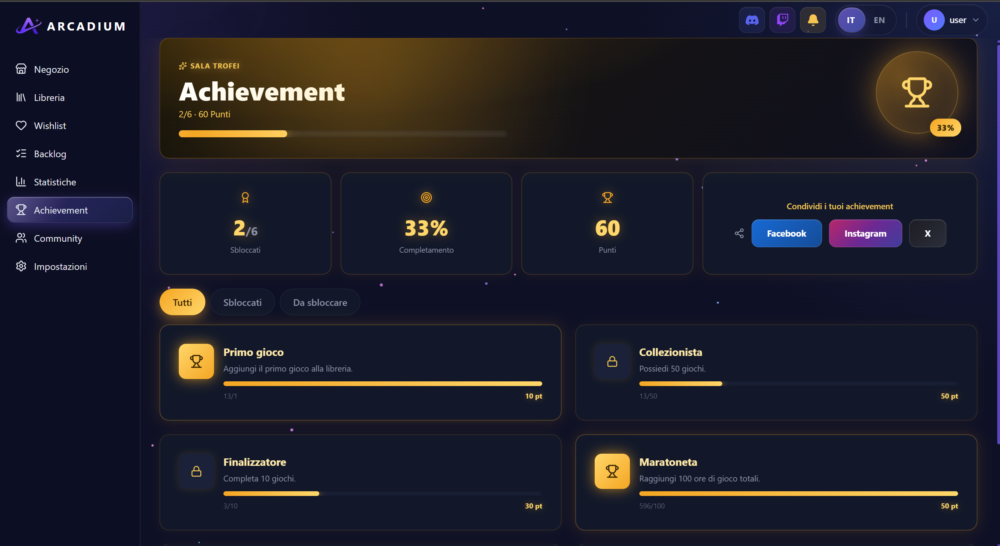 ARCADIUM
IT
EN
U
user
Negozio
Libreria
Wishlist
Backlog
Statistiche
Achievement
Community
Impostazioni
SALA TROFEI
Achievement
2/6 · 60 Punti
33%
2/6
Sbloccati
33%
Completamento
60
Punti
Condividi i tuoi achievement
Facebook
Instagram
X
Tutti
Sbloccati
Da sbloccare
Primo gioco
Aggiungi il primo gioco alla libreria.
13/1
10 pt
Collezionista
Possiedi 50 giochi.
13/50
50 pt
Finalizzatore
Completa 10 giochi.
3/10
30 pt
Maratoneta
Raggiungi 100 ore di gioco totali.
596/100
50 pt